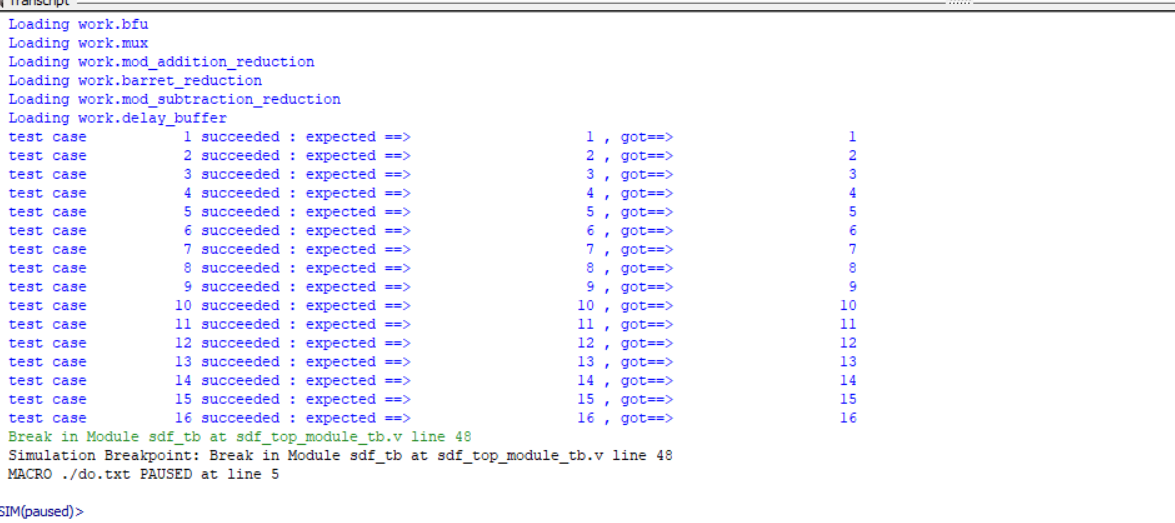 Transcript
Loading work.bfu
Loading work.mux
Loading work.mod_addition_reduction
Loading work.barret_reduction
Loading work.mod_subtraction_reduction
Loading work.delay_buffer
test case 1 succeeded : expected ==> 1 , got==> 1
test case 2 succeeded : expected ==> 2 , got==> 2
test case 3 succeeded : expected ==> 3 , got==> 3
test case 4 succeeded : expected ==> 4 , got==> 4
test case 5 succeeded : expected ==> 5 , got==> 5
test case 6 succeeded : expected ==> 6 , got==> 6
test case 7 succeeded : expected ==> 7 , got==> 7
test case 8 succeeded : expected ==> 8 , got==> 8
test case 9 succeeded : expected ==> 9 , got==> 9
test case 10 succeeded : expected ==> 10 , got==> 10
test case 11 succeeded : expected ==> 11 , got==> 11
test case 12 succeeded : expected ==> 12 , got==> 12
test case 13 succeeded : expected ==> 13 , got==> 13
test case 14 succeeded : expected ==> 14 , got==> 14
test case 15 succeeded : expected ==> 15 , got==> 15
test case 16 succeeded : expected ==> 16 , got==> 16
Break in Module sdf_tb at sdf_top_module_tb.v line 48
Simulation Breakpoint: Break in Module sdf_tb at sdf_top_module_tb.v line 48
MACRO ./do.txt PAUSED at line 5
SIM(paused)>